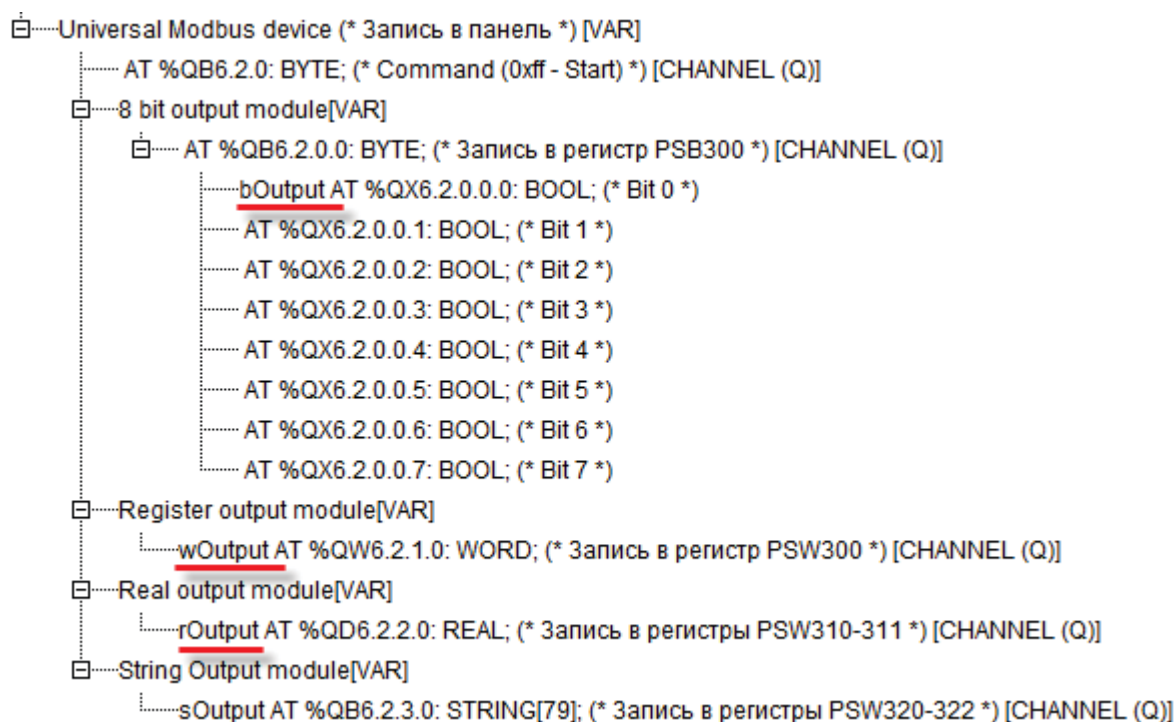 Universal Modbus device (* Запись в панель *) [VAR]
AT %QB6.2.0: BYTE; (* Command (0xff - Start) *) [CHANNEL (Q)]
8 bit output module[VAR]
AT %QB6.2.0.0: BYTE; (* Запись в регистр PSB300 *) [CHANNEL (Q)]
bOutput AT %QX6.2.0.0.0: BOOL; (* Bit 0 *)
AT %QX6.2.0.0.1: BOOL; (* Bit 1 *)
AT %QX6.2.0.0.2: BOOL; (* Bit 2 *)
AT %QX6.2.0.0.3: BOOL; (* Bit 3 *)
AT %QX6.2.0.0.4: BOOL; (* Bit 4 *)
AT %QX6.2.0.0.5: BOOL; (* Bit 5 *)
AT %QX6.2.0.0.6: BOOL; (* Bit 6 *)
AT %QX6.2.0.0.7: BOOL; (* Bit 7 *)
Register output module[VAR]
wOutput AT %QW6.2.1.0: WORD; (* Запись в регистр PSW300 *) [CHANNEL (Q)]
Real output module[VAR]
rOutput AT %QD6.2.2.0: REAL; (* Запись в регистры PSW310-311 *) [CHANNEL (Q)]
String Output module[VAR]
sOutput AT %QB6.2.3.0: STRING[79]; (* Запись в регистры PSW320-322 *) [CHANNEL (Q)]